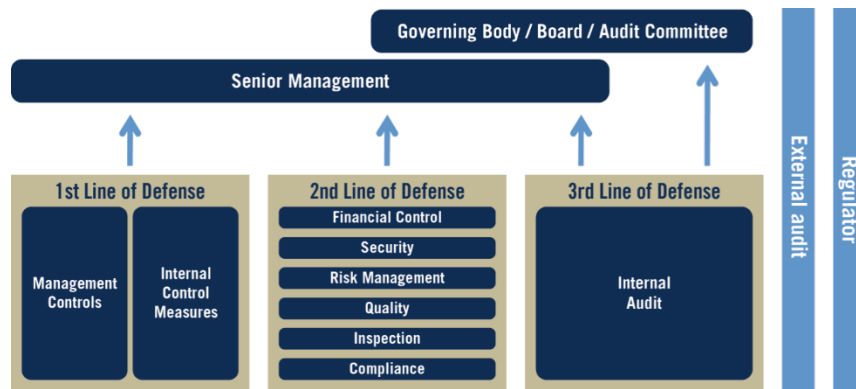 Governing Body / Board / Audit Committee
Senior Management
1st Line of Defense
Management
Controls
Internal
Control
Measures
2nd Line of Defense
Financial Control
Security
Risk Management
Quality
Inspection
Compliance
3rd Line of Defense
Internal
Audit
External audit
Regulator